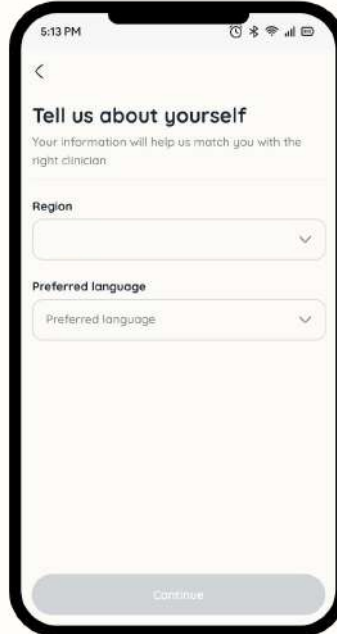 5:13 PM
Tell us about yourself
Your information will help us match you with the
right clinician
Region
Preferred language
Preferred language
Continue